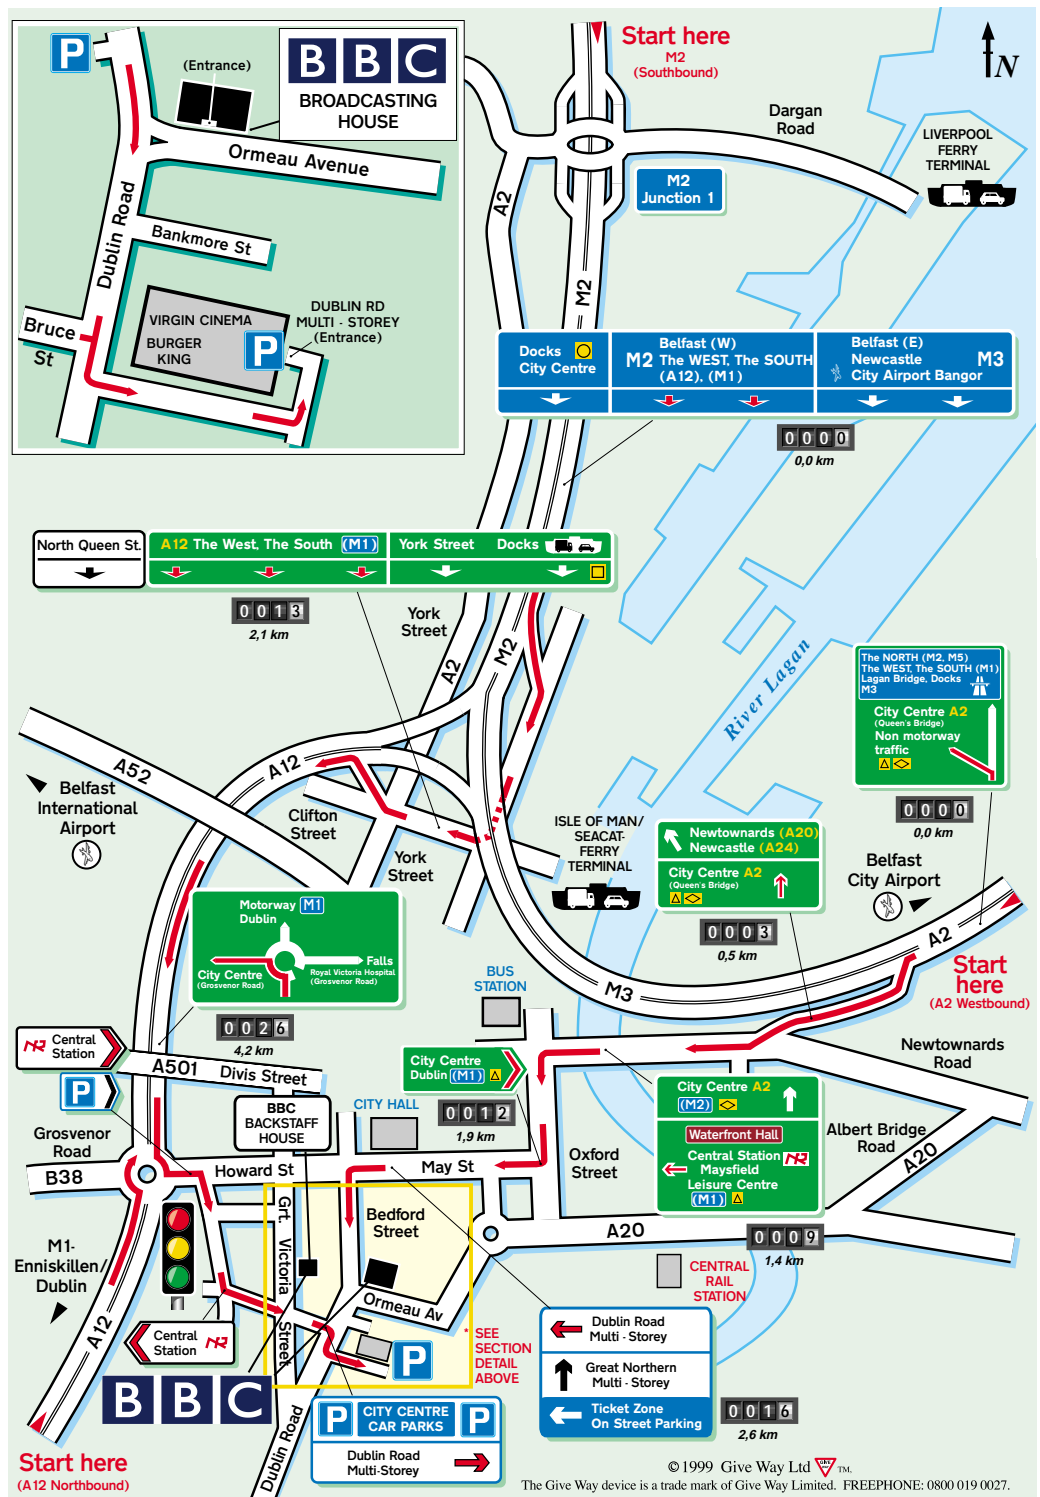 P
(Entrance)
BBC
BROADCASTING
HOUSE
Ormeau Avenue
Dublin Road
Bankmore St
VIRGIN CINEMA
BURGER
KING
P
DUBLIN RD
MULTI - STOREY
(Entrance)
Bruce
St
Start here
M2
(Southbound)
N
Dargan
Road
LIVERPOOL
FERRY
TERMINAL
M2
Junction 1
A2
M2
Docks
City Centre
M2
Belfast (W)
The WEST, The SOUTH
(A12), (M1)
Belfast (E)
Newcastle
City Airport Bangor
M3
0000
0,0 km
North Queen St.
A12 The West, The South (M1)
York Street
Docks
0013
2,1 km
York
Street
A2
M2
River Lagan
The NORTH (M2, M5)
The WEST, The SOUTH (M1)
Lagan Bridge, Docks
M3
City Centre A2
(Queen's Bridge)
Non motorway
traffic
0000
0,0 km
A52
A12
Belfast
International
Airport
Clifton
Street
York
Street
ISLE OF MAN/
SEACAT-
FERRY
TERMINAL
Newtownards (A20)
Newcastle (A24)
City Centre A2
(Queen's Bridge)
0003
0,5 km
Belfast
City Airport
A2
Start
here
(A2 Westbound)
Motorway M1
Dublin
Falls
Royal Victoria Hospital
(Grosvenor Road)
City Centre
(Grosvenor Road)
0026
4,2 km
BUS
STATION
M3
Central
Station
A501
Divis Street
P
City Centre
Dublin (M1)
0012
1,9 km
Newtownards
Road
BBC
BACKSTAFF
HOUSE
CITY HALL
City Centre A2
(M2)
Waterfront Hall
Central Station
Maysfield
Leisure Centre
(M1)
Albert Bridge
Road
A20
Grosvenor
Road
B38
Howard St
May St
Oxford
Street
Bedford
Street
Grt. Victoria Street
A20
0009
1,4 km
M1-
Enniskillen/
Dublin
CENTRAL
RAIL
STATION
Ormeau Av
A12
Central
Station
* SEE
SECTION
DETAIL
ABOVE
P
Dublin Road
Multi - Storey
Great Northern
Multi - Storey
Ticket Zone
On Street Parking
0016
2,6 km
BBC
P CITY CENTRE P
CAR PARKS
Dublin Road
Multi-Storey
Dublin Road
Start here
(A12 Northbound)
© 1999 Give Way Ltd TM.
The Give Way device is a trade mark of Give Way Limited. FREEPHONE: 0800 019 0027.